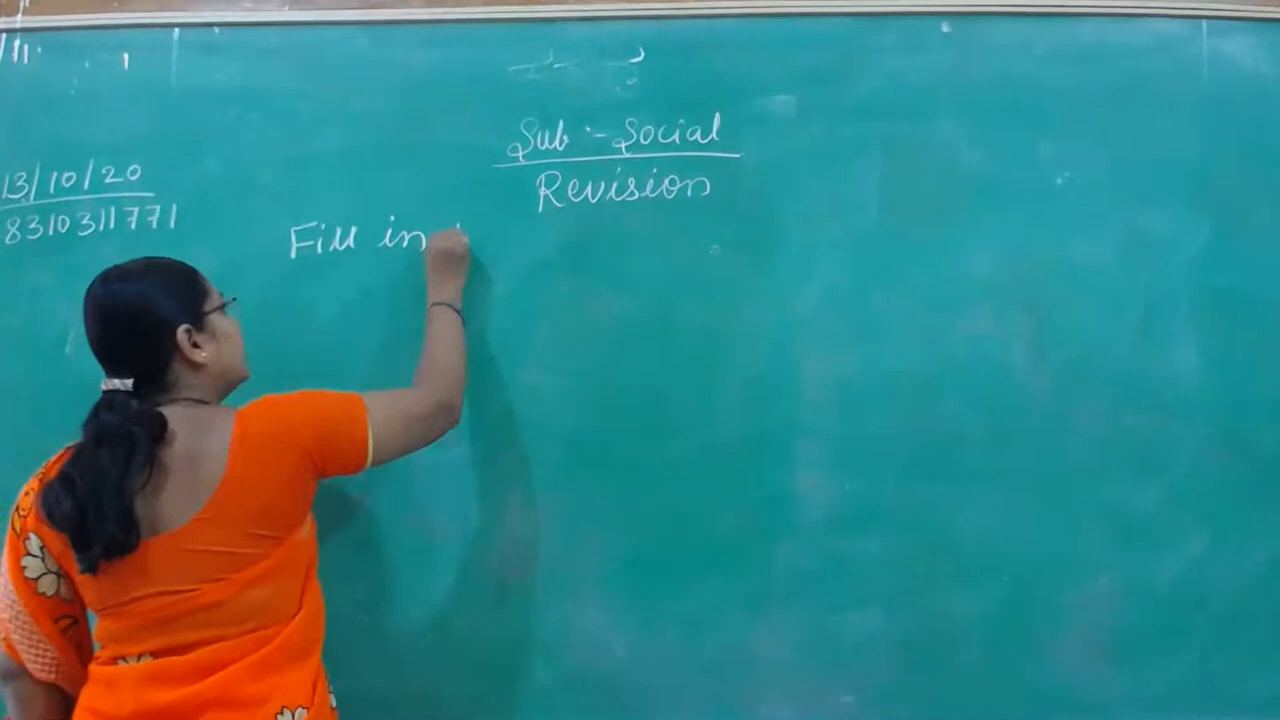 Sub :- Social
Revision
13/10/20
8310311771
Fill in